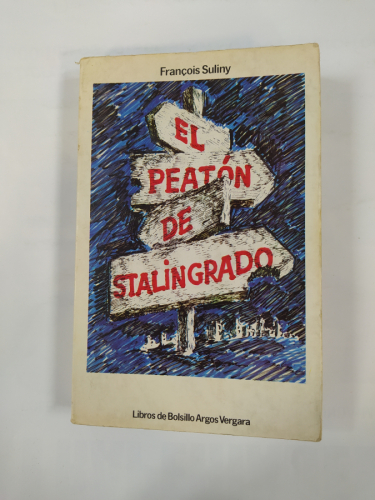 François Suliny
EL
PEATÓN
DE
STALINGRADO
Libros de Bolsillo Argos Vergara